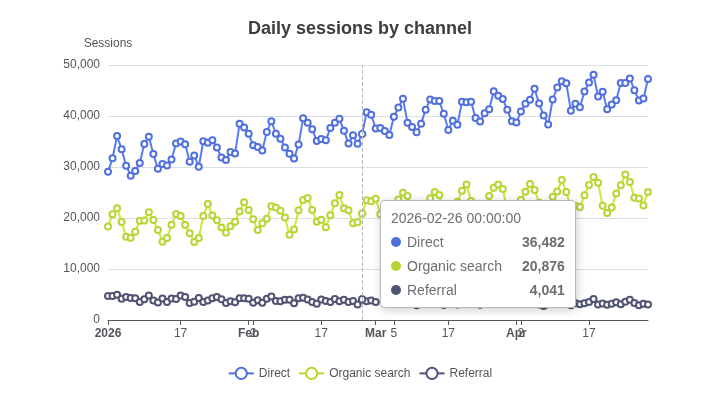 Daily sessions by channel
Sessions
50,000
40,000
30,000
20,000
10,000
0
2026-02-26 00:00:00
Direct 36,482
Organic search 20,876
Referral 4,041
2026 17 Feb 17 Mar 5 17 Apr 17
Direct Organic search Referral